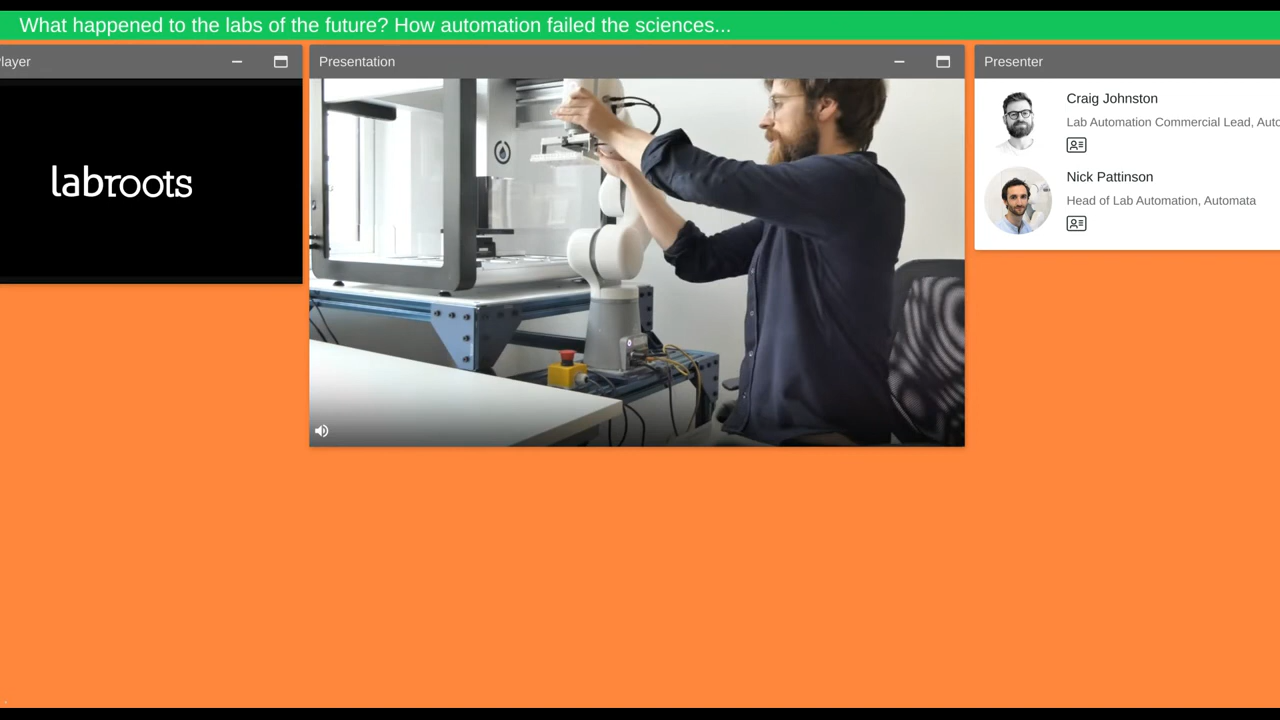 What happened to the labs of the future? How automation failed the sciences...
layer
Presentation
Presenter
labroots
Craig Johnston
Lab Automation Commercial Lead, Auto
Nick Pattinson
Head of Lab Automation, Automata